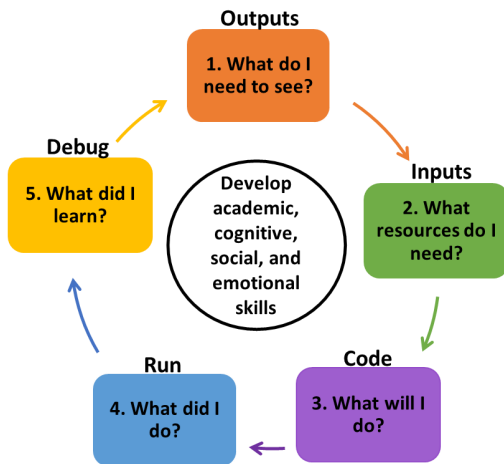 Outputs
1. What do I
need to see?
Inputs
2. What
resources do I
need?
Code
3. What will I
do?
Run
4. What did I
do?
Debug
5. What did I
learn?
Develop
academic,
cognitive,
social, and
emotional
skills